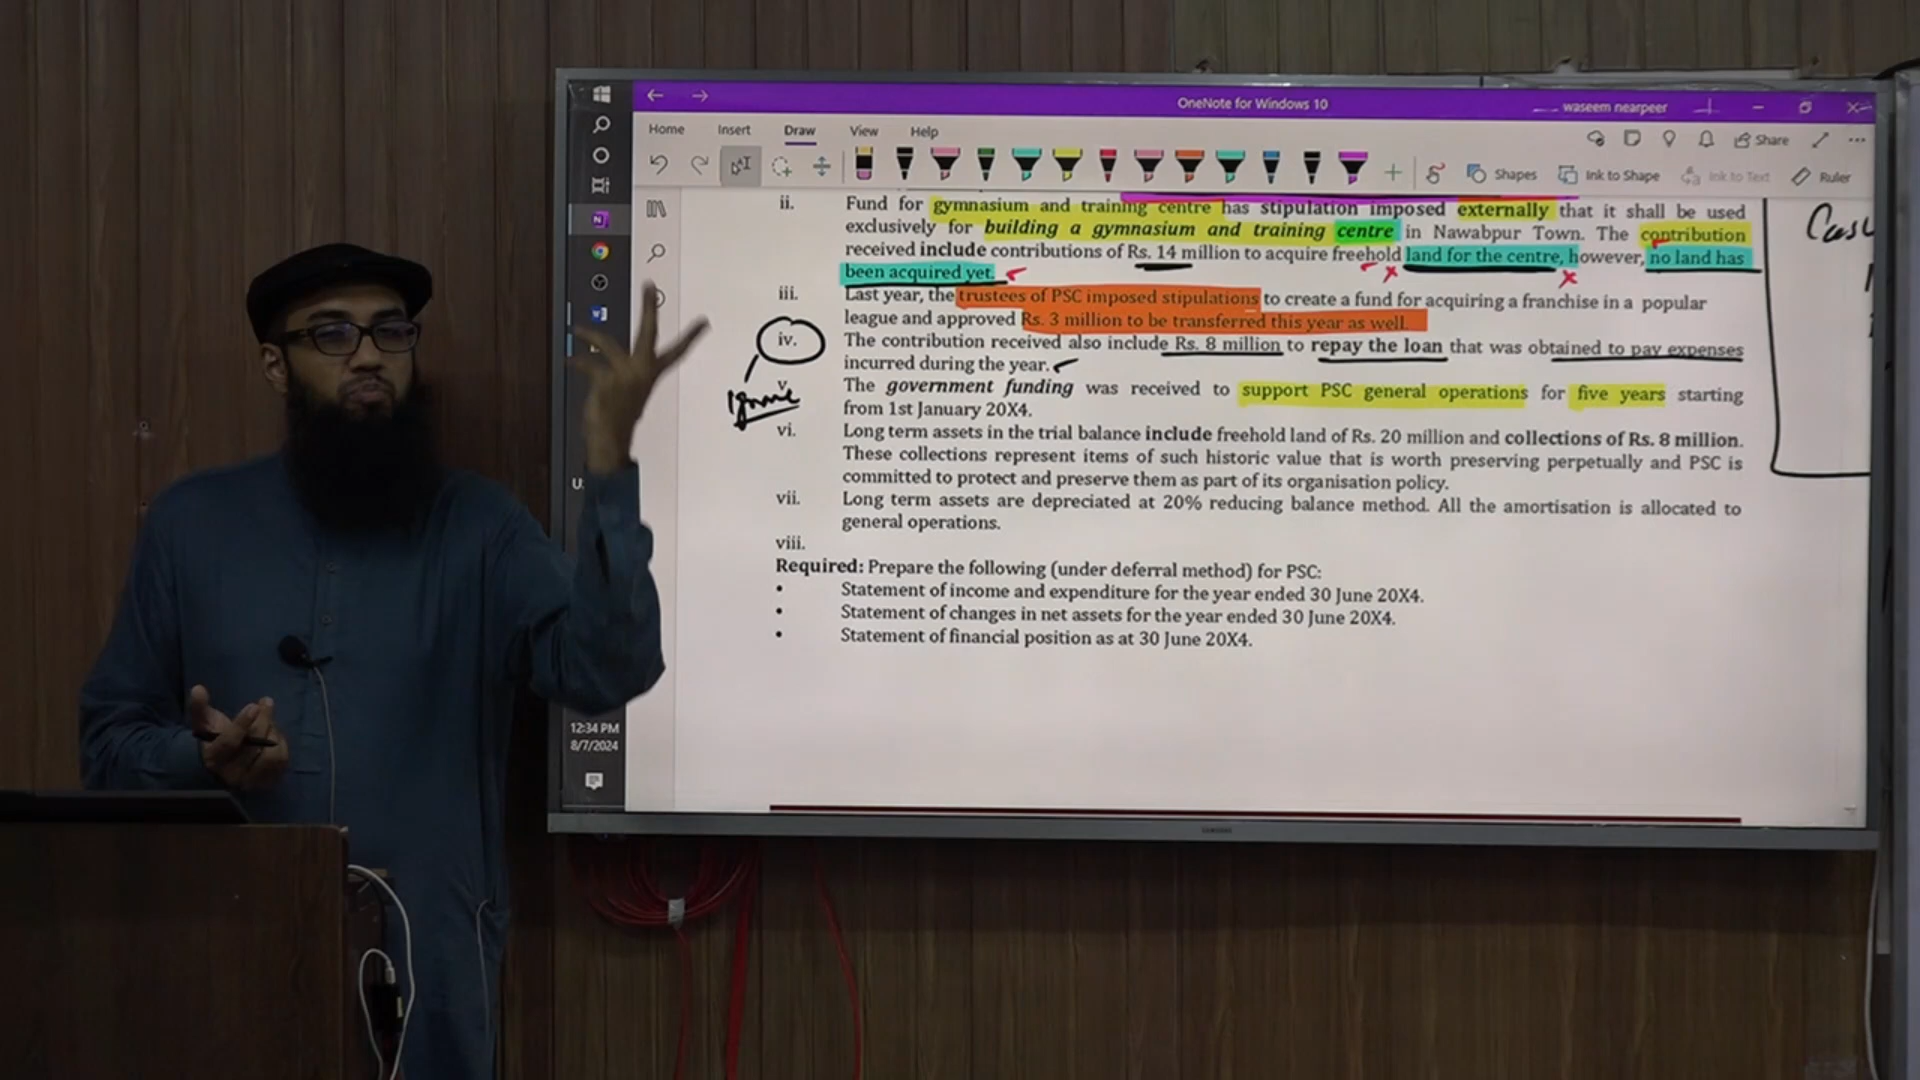 OneNote for Windows 10
waseem nearpeer
Home Insert Draw View Help
Share
Shapes Ink to Shape Ink to Text Ruler
ii. Fund for gymnasium and training centre has stipulation imposed externally that it shall be used
exclusively for building a gymnasium and training centre in Nawabpur Town. The contribution
received include contributions of Rs. 14 million to acquire freehold land for the centre, however, no land has
been acquired yet.
iii. Last year, the trustees of PSC imposed stipulations to create a fund for acquiring a franchise in a popular
league and approved Rs. 3 million to be transferred this year as well.
iv. The contribution received also include Rs. 8 million to repay the loan that was obtained to pay expenses
incurred during the year.
v. The government funding was received to support PSC general operations for five years starting
from 1st January 20X4.
Ignore
vi. Long term assets in the trial balance include freehold land of Rs. 20 million and collections of Rs. 8 million.
These collections represent items of such historic value that is worth preserving perpetually and PSC is
committed to protect and preserve them as part of its organisation policy.
vii. Long term assets are depreciated at 20% reducing balance method. All the amortisation is allocated to
general operations.
viii.
Required: Prepare the following (under deferral method) for PSC:
• Statement of income and expenditure for the year ended 30 June 20X4.
• Statement of changes in net assets for the year ended 30 June 20X4.
• Statement of financial position as at 30 June 20X4.
12:34 PM
8/7/2024
SAMSUNG